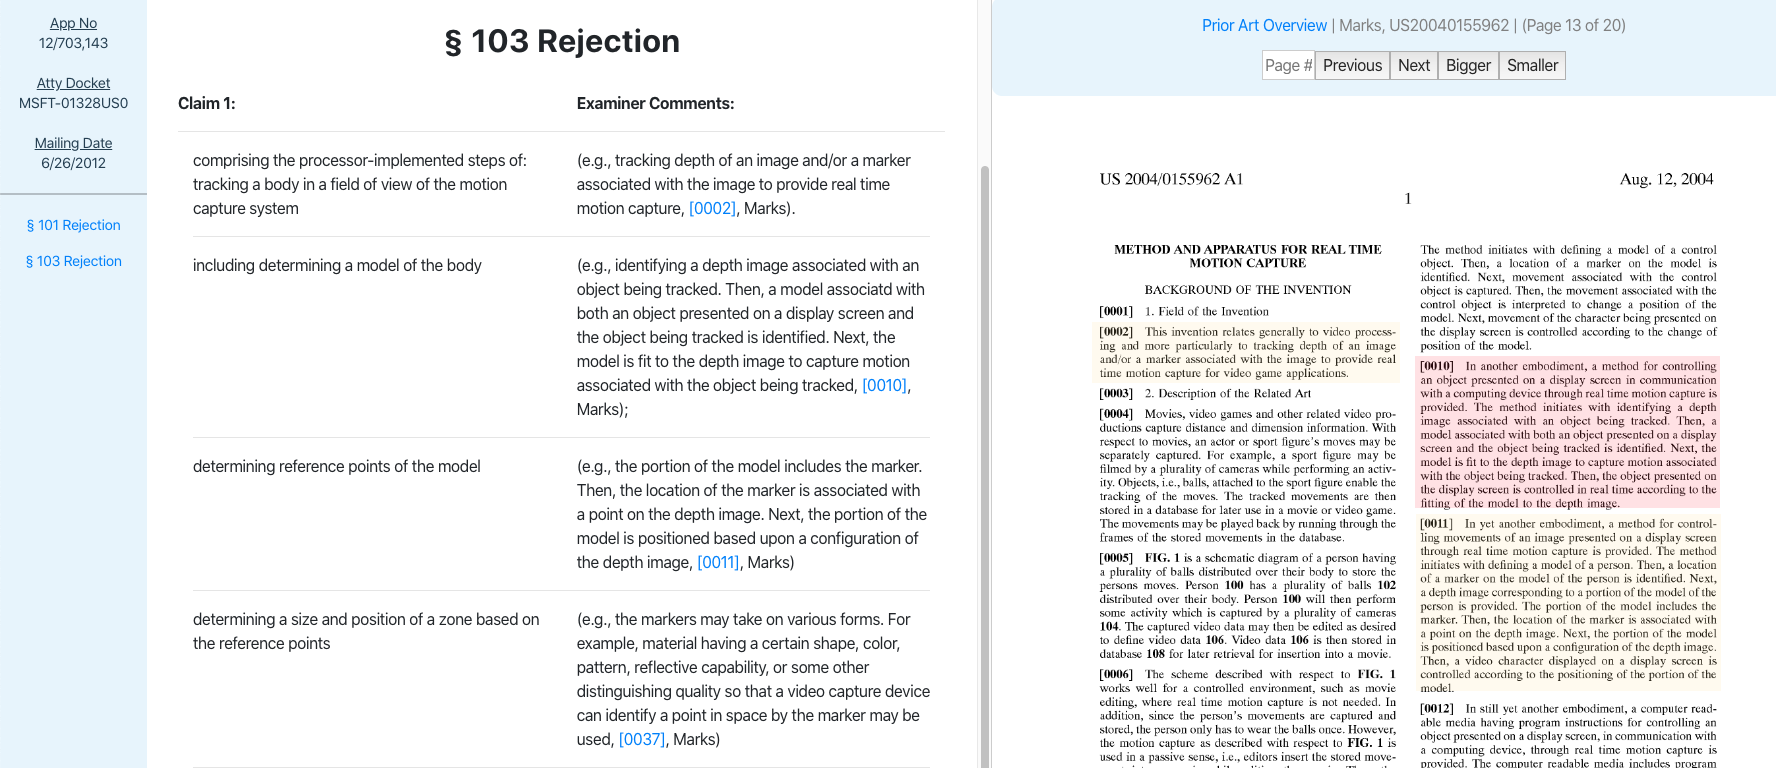 App No
12/703,143
Atty Docket
MSFT-01328US0
Mailing Date
6/26/2012
§ 101 Rejection
§ 103 Rejection
§ 103 Rejection
Claim 1:
Examiner Comments:
comprising the processor-implemented steps of:
tracking a body in a field of view of the motion
capture system
(e.g., tracking depth of an image and/or a marker
associated with the image to provide real time
motion capture, [0002], Marks).
including determining a model of the body
(e.g., identifying a depth image associated with an
object being tracked. Then, a model associatd with
both an object presented on a display screen and
the object being tracked is identified. Next, the
model is fit to the depth image to capture motion
associated with the object being tracked, [0010],
Marks);
determining reference points of the model
(e.g., the portion of the model includes the marker.
Then, the location of the marker is associated with
a point on the depth image. Next, the portion of the
model is positioned based upon a configuration of
the depth image, [0011], Marks)
determining a size and position of a zone based on
the reference points
(e.g., the markers may take on various forms. For
example, material having a certain shape, color,
pattern, reflective capability, or some other
distinguishing quality so that a video capture device
can identify a point in space by the marker may be
used, [0037], Marks)
Prior Art Overview | Marks, US20040155962 | (Page 13 of 20)
Page # Previous Next Bigger Smaller
US 2004/0155962 A1
Aug. 12, 2004
1
METHOD AND APPARATUS FOR REAL TIME
MOTION CAPTURE
BACKGROUND OF THE INVENTION
[0001] 1. Field of the Invention
[0002] This invention relates generally to video process-
ing and more particularly to tracking depth of an image
and/or a marker associated with the image to provide real
time motion capture for video game applications.
[0003] 2. Description of the Related Art
[0004] Movies, video games and other related video pro-
ductions capture distance and dimension information. With
respect to movies, an actor or sport figure's moves may be
separately captured. For example, a sport figure may be
filmed by a plurality of cameras while performing an activ-
ity. Objects, i.e., balls, attached to the sport figure enable the
tracking of the moves. The tracked movements are then
stored in a database for later use in a movie or video game.
The movements may be played back by running through the
frames of the stored movements in the database.
[0005] FIG. 1 is a schematic diagram of a person having
a plurality of balls distributed over their body to store the
persons moves. Person 100 has a plurality of balls 102
distributed over their body. Person 100 will then perform
some activity which is captured by a plurality of cameras
104. The captured video data may then be edited as desired
to define video data 106. Video data 106 is then stored in
database 108 for later retrieval for insertion into a movie.
[0006] The scheme described with respect to FIG. 1
works well for a controlled environment, such as movie
editing, where real time motion capture is not needed. In
addition, since the person's movements are captured and
stored, the person only has to wear the balls once. However,
the motion capture as described with respect to FIG. 1 is
used in a passive sense, i.e., editors insert the stored move-
The method initiates with defining a model of a control
object. Then, a location of a marker on the model is
identified. Next, movement associated with the control
object is captured. Then, the movement associated with the
control object is interpreted to change a position of the
model. Next, movement of the character being presented on
the display screen is controlled according to the change of
position of the model.
[0010] In another embodiment, a method for controlling
an object presented on a display screen in communication
with a computing device through real time motion capture is
provided. The method initiates with identifying a depth
image associated with an object being tracked. Then, a
model associated with both an object presented on a display
screen and the object being tracked is identified. Next, the
model is fit to the depth image to capture motion associated
with the object being tracked. Then, the object presented on
the display screen is controlled in real time according to the
fitting of the model to the depth image.
[0011] In yet another embodiment, a method for control-
ling movements of an image presented on a display screen
through real time motion capture is provided. The method
initiates with defining a model of a person. Then, a location
of a marker on the model of the person is identified. Next,
a depth image corresponding to a portion of the model of the
person is provided. The portion of the model includes the
marker. Then, the location of the marker is associated with
a point on the depth image. Next, the portion of the model
is positioned based upon a configuration of the depth image.
Then, a video character displayed on a display screen is
controlled according to the positioning of the portion of the
model.
[0012] In still yet another embodiment, a computer read-
able media having program instructions for controlling an
object presented on a display screen, in communication with
a computing device, through real time motion capture is
provided. The computer readable media includes program